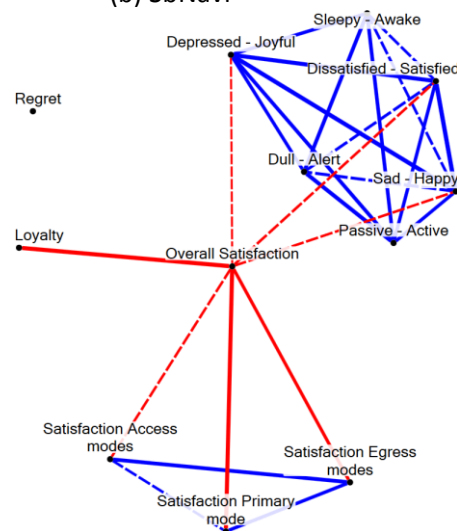 (b)
Sleepy - Awake
Depressed - Joyful
Dissatisfied - Satisfied
Regret
Dull - Alert
Sad - Happy
Passive - Active
Loyalty
Overall Satisfaction
Satisfaction Access
modes
Satisfaction Egress
modes
Satisfaction Primary
mode